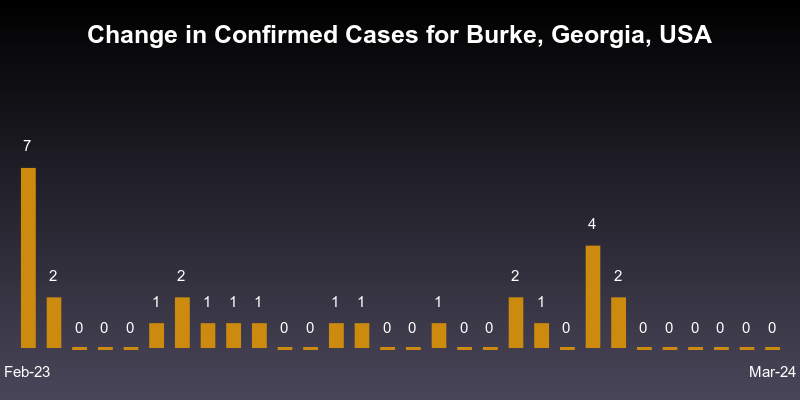 Change in Confirmed Cases for Burke, Georgia, USA
7 2 0 0 0 1 2 1 1 1 0 0 1 1 0 0 1 0 0 2 1 0 4 2 0 0 0 0 0 0
Feb-23 Mar-24